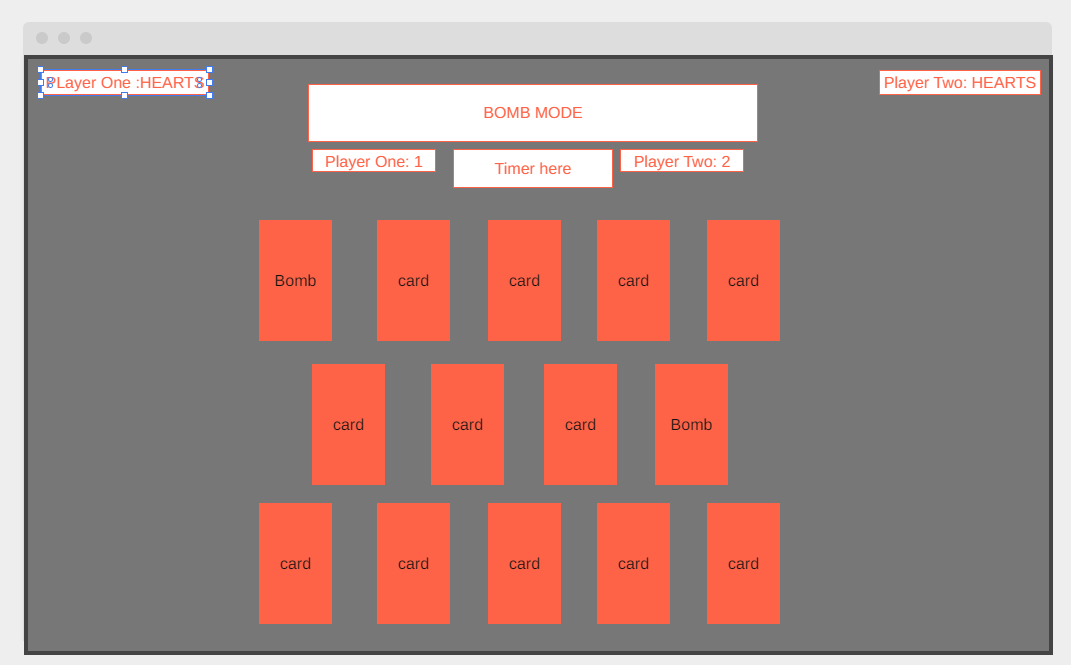 PLayer One :HEARTS
Player Two: HEARTS
BOMB MODE
Player One: 1
Timer here
Player Two: 2
Bomb
card
card
card
card
card
card
card
Bomb
card
card
card
card
card